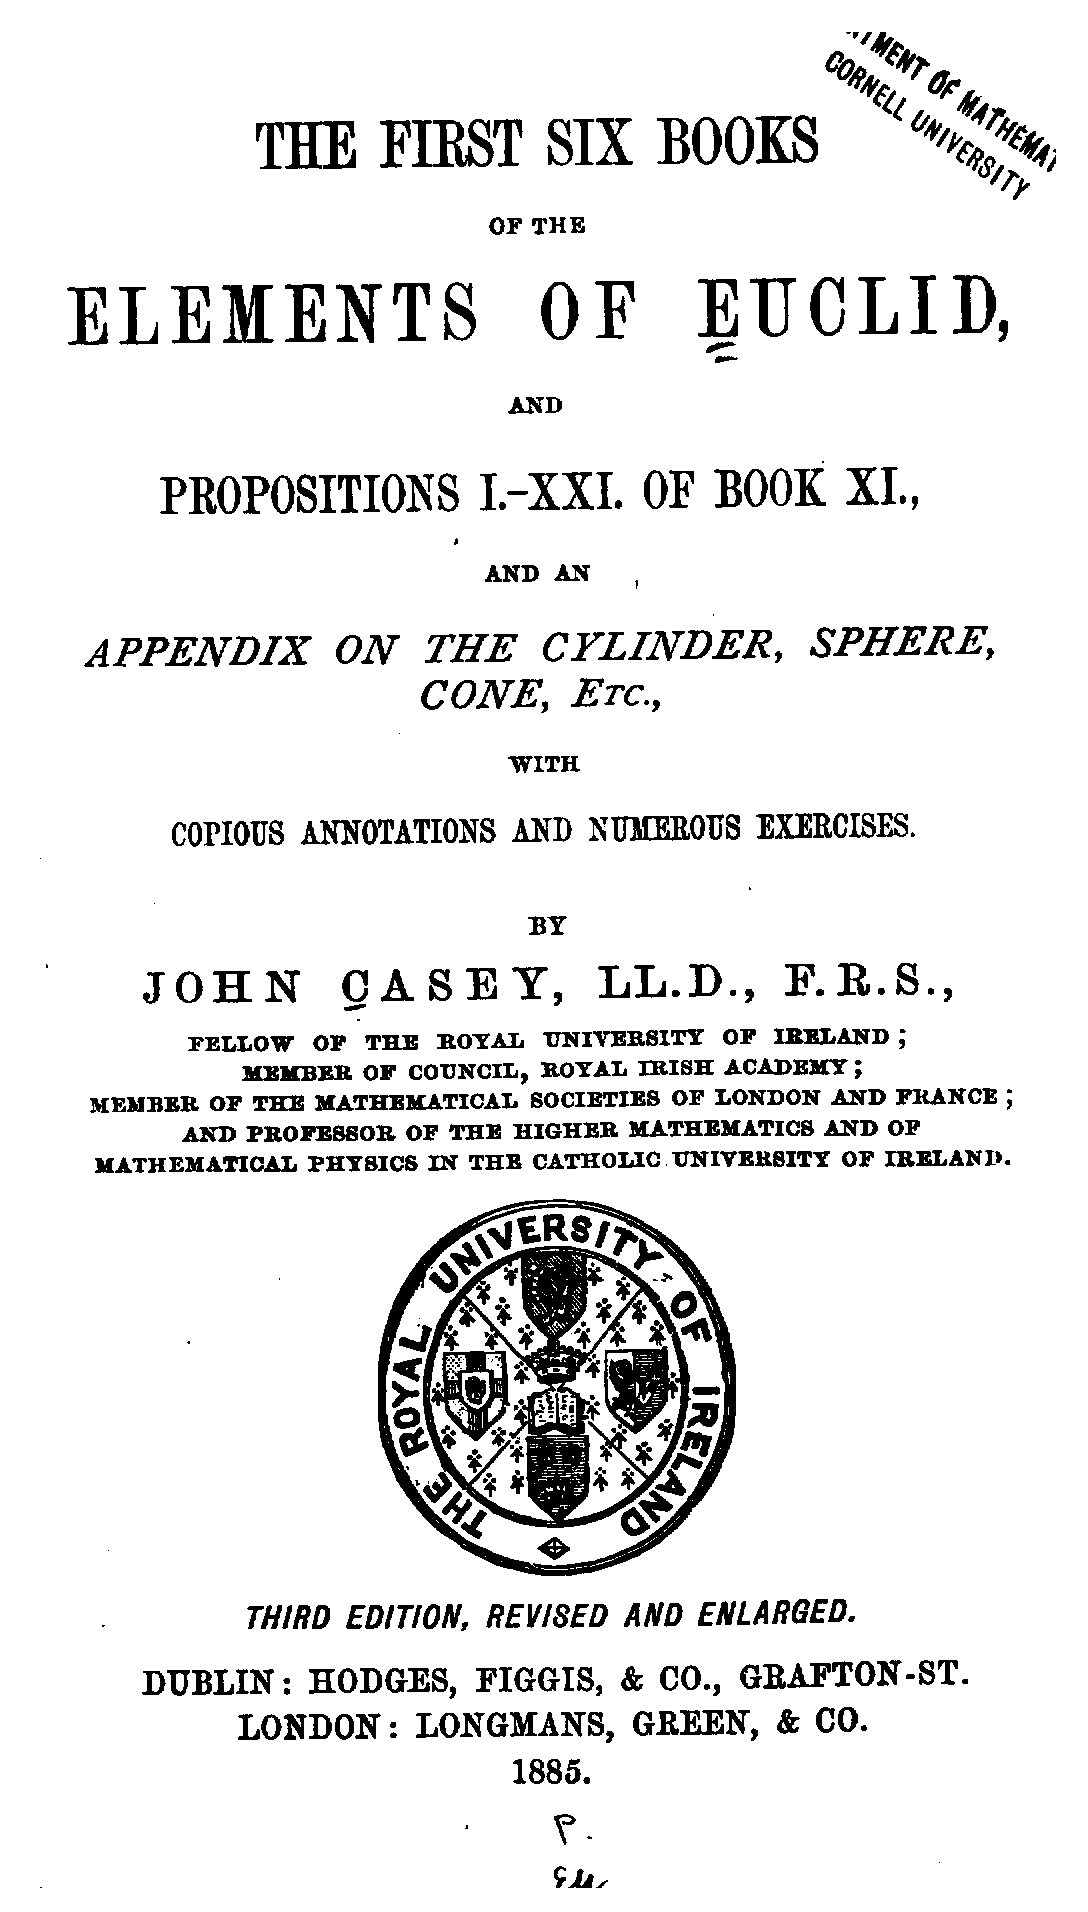 NTMENT OF MATHEMAT
CORNELL UNIVERSITY
THE FIRST SIX BOOKS
OF THE
ELEMENTS OF EUCLID,
AND
PROPOSITIONS I.–XXI. OF BOOK XI.,
AND AN
APPENDIX ON THE CYLINDER, SPHERE,
CONE, ETC.,
WITH
COPIOUS ANNOTATIONS AND NUMEROUS EXERCISES.
BY
JOHN CASEY, LL.D., F.R.S.,
FELLOW OF THE ROYAL UNIVERSITY OF IRELAND;
MEMBER OF COUNCIL, ROYAL IRISH ACADEMY;
MEMBER OF THE MATHEMATICAL SOCIETIES OF LONDON AND FRANCE;
AND PROFESSOR OF THE HIGHER MATHEMATICS AND OF
MATHEMATICAL PHYSICS IN THE CATHOLIC UNIVERSITY OF IRELAND.
THE ROYAL UNIVERSITY OF IRELAND
THIRD EDITION, REVISED AND ENLARGED.
DUBLIN: HODGES, FIGGIS, & CO., GRAFTON-ST.
LONDON: LONGMANS, GREEN, & CO.
1885.